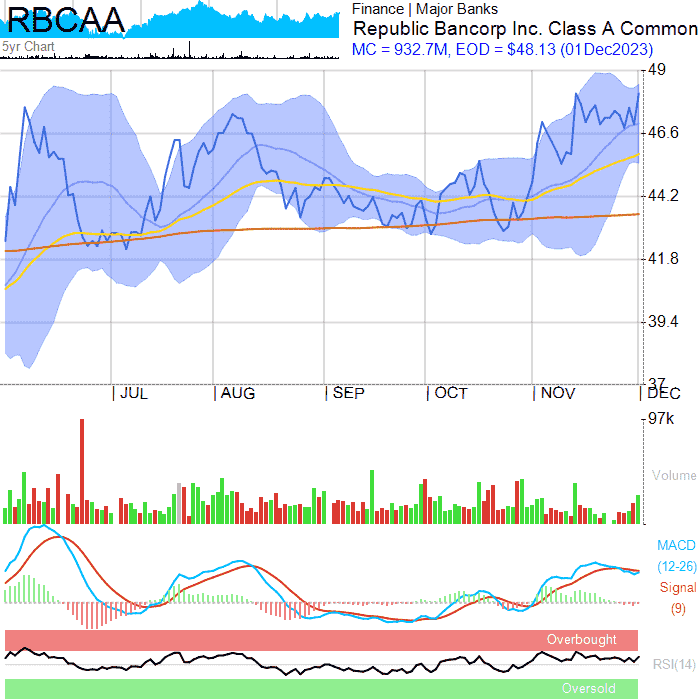 RBCAA
5yr Chart
Finance | Major Banks
Republic Bancorp Inc. Class A Common
MC = 932.7M, EOD = $48.13 (01Dec2023)
49
46.6
44.2
41.8
39.4
37
JUL AUG SEP OCT NOV DEC
97k
Volume
MACD
(12-26)
Signal
(9)
Overbought
RSI(14)
Oversold